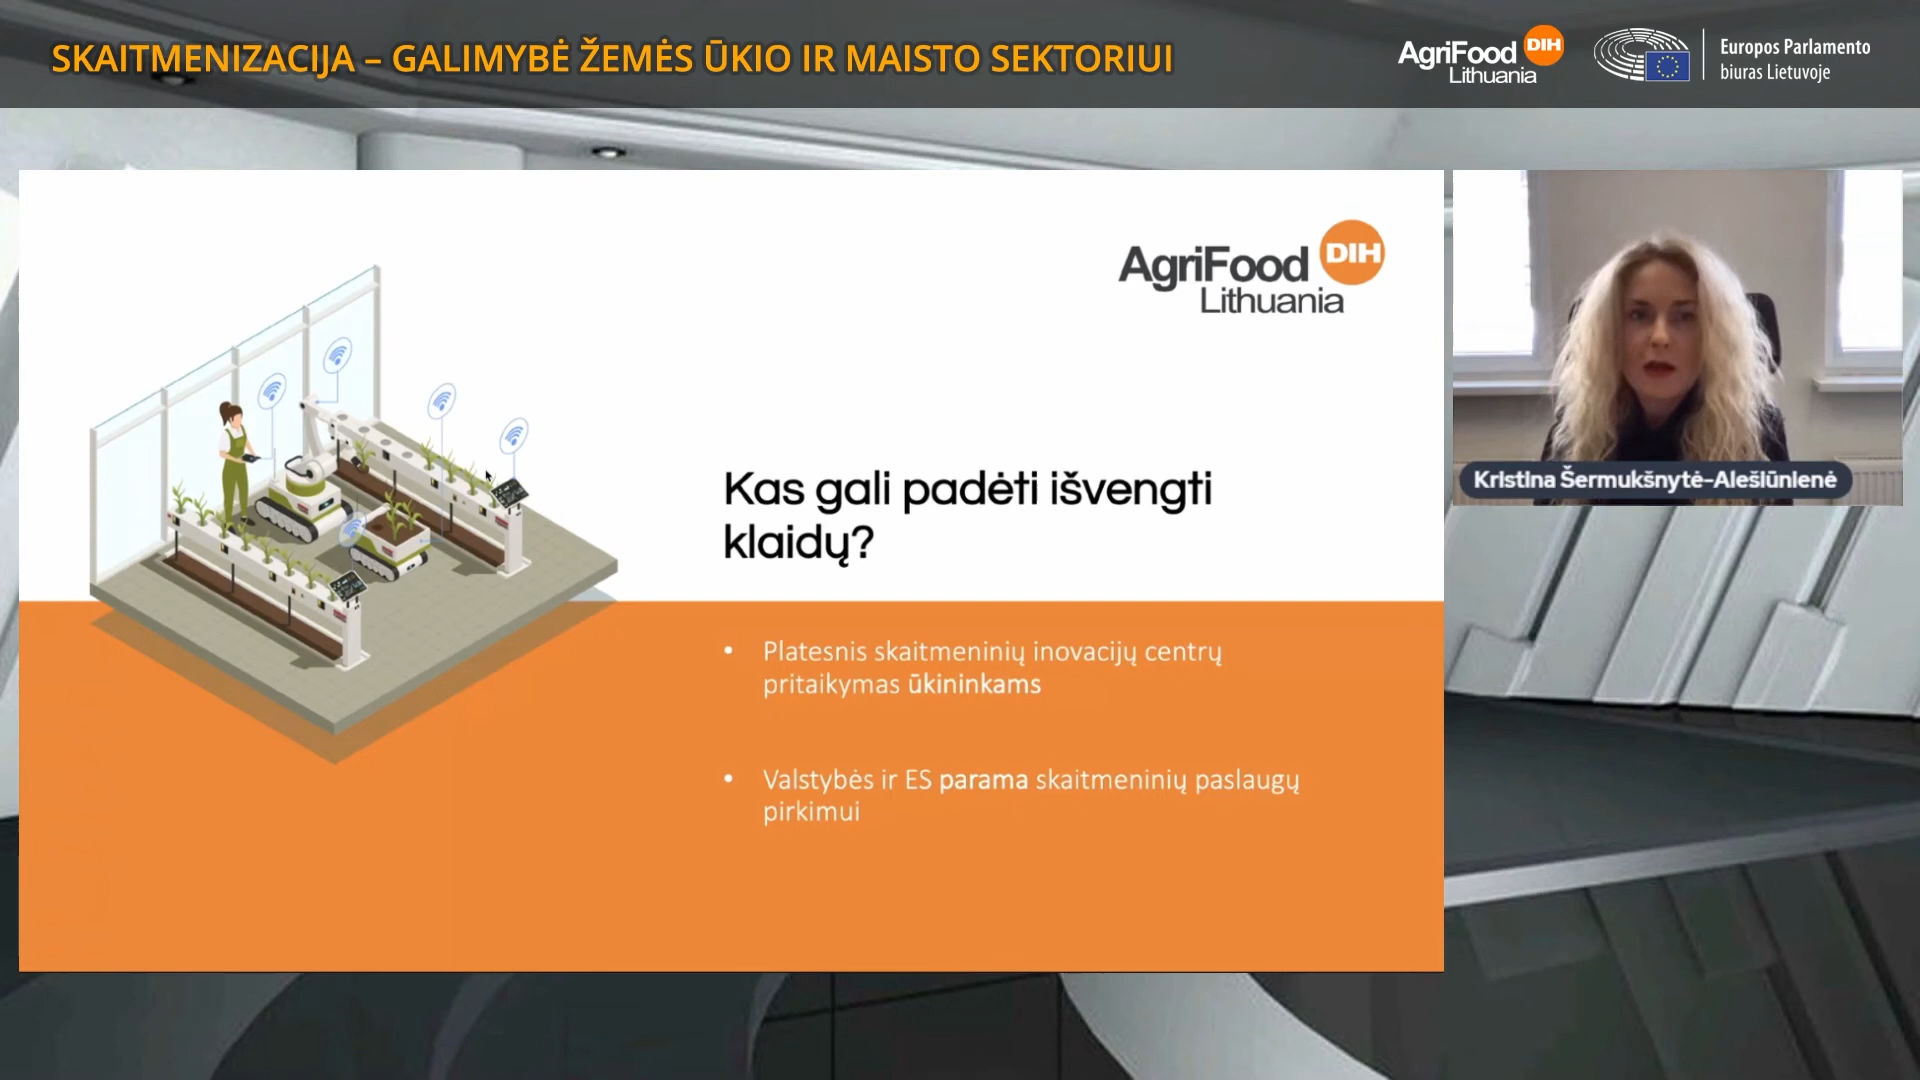 SKAITMENIZACIJA – GALIMYBĖ ŽEMĖS ŪKIO IR MAISTO SEKTORIUI
AgriFood DIH
Lithuania
Europos Parlamento
biuras Lietuvoje
AgriFood DIH
Lithuania
Kas gali padėti išvengti
klaidų?
• Platesnis skaitmeninių inovacijų centrų
pritaikymas ūkininkams
• Valstybės ir ES parama skaitmeninių paslaugų
pirkimui
Kristina Šermukšnytė-Alešiūnienė